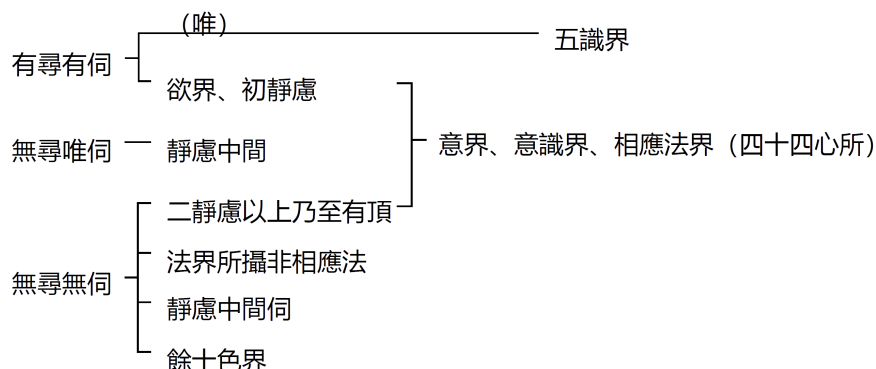 （唯）
五識界
有尋有伺
欲界、初靜慮
無尋唯伺
靜慮中間
意界、意識界、相應法界（四十四心所）
二靜慮以上乃至有頂
法界所攝非相應法
無尋無伺
靜慮中間伺
餘十色界